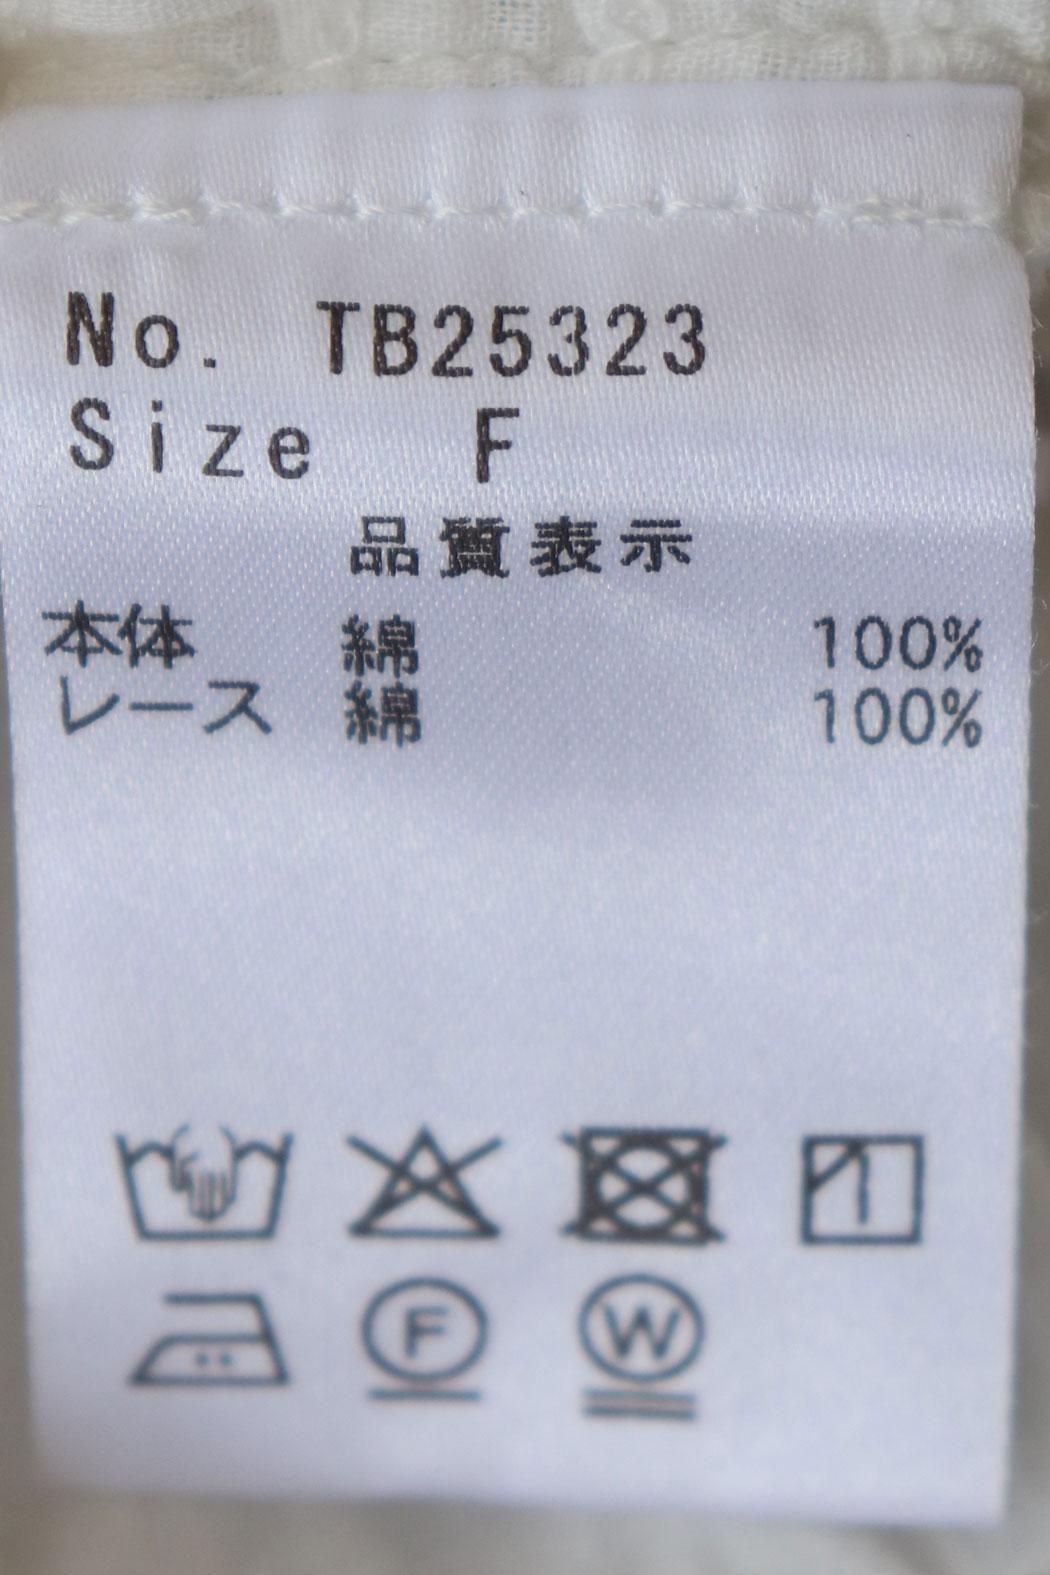 No. TB25323
Size F
品質表示
本体 綿 100%
レース 綿 100%
F W